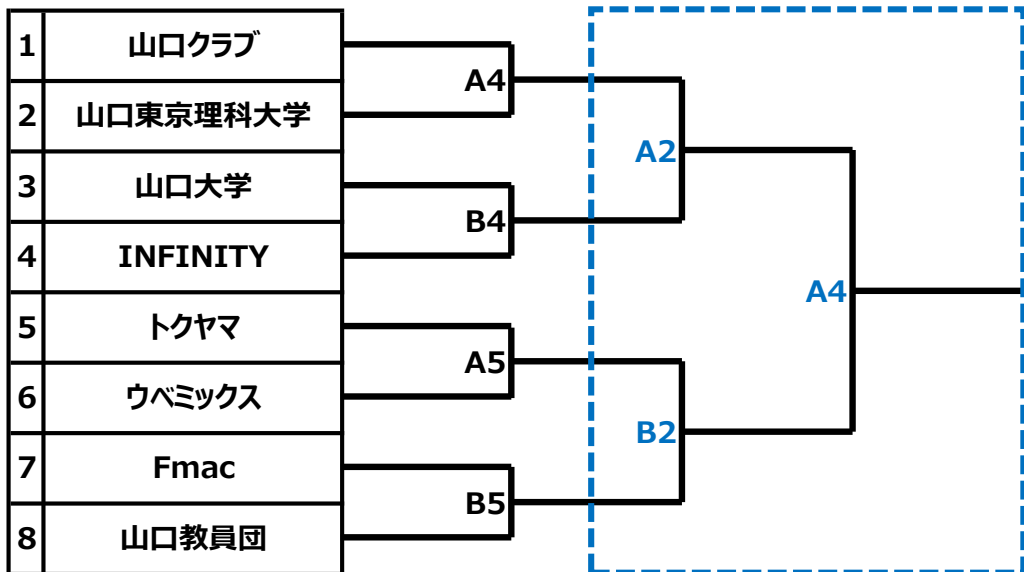 1 山口クラブ
2 山口東京理科大学
3 山口大学
4 INFINITY
5 トクヤマ
6 ウベミックス
7 Fmac
8 山口教員団
A4
B4
A5
B5
A2
B2
A4